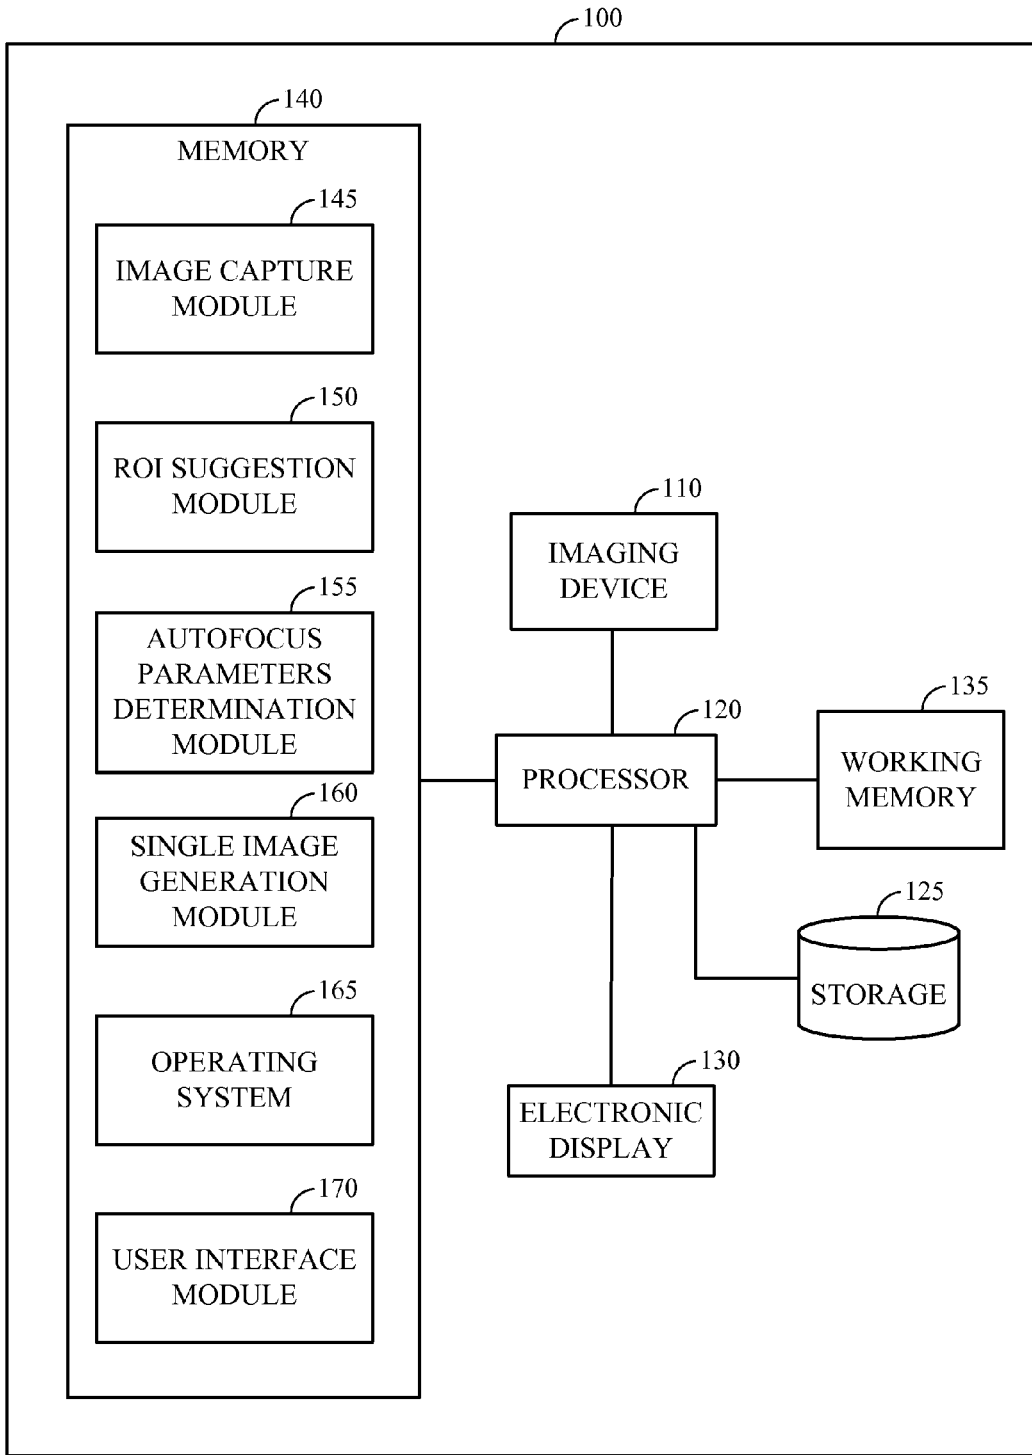 100
140
MEMORY
145
IMAGE CAPTURE
MODULE
150
ROI SUGGESTION
MODULE
155
AUTOFOCUS
PARAMETERS
DETERMINATION
MODULE
160
SINGLE IMAGE
GENERATION
MODULE
165
OPERATING
SYSTEM
170
USER INTERFACE
MODULE
110
IMAGING
DEVICE
120
PROCESSOR
135
WORKING
MEMORY
125
STORAGE
130
ELECTRONIC
DISPLAY